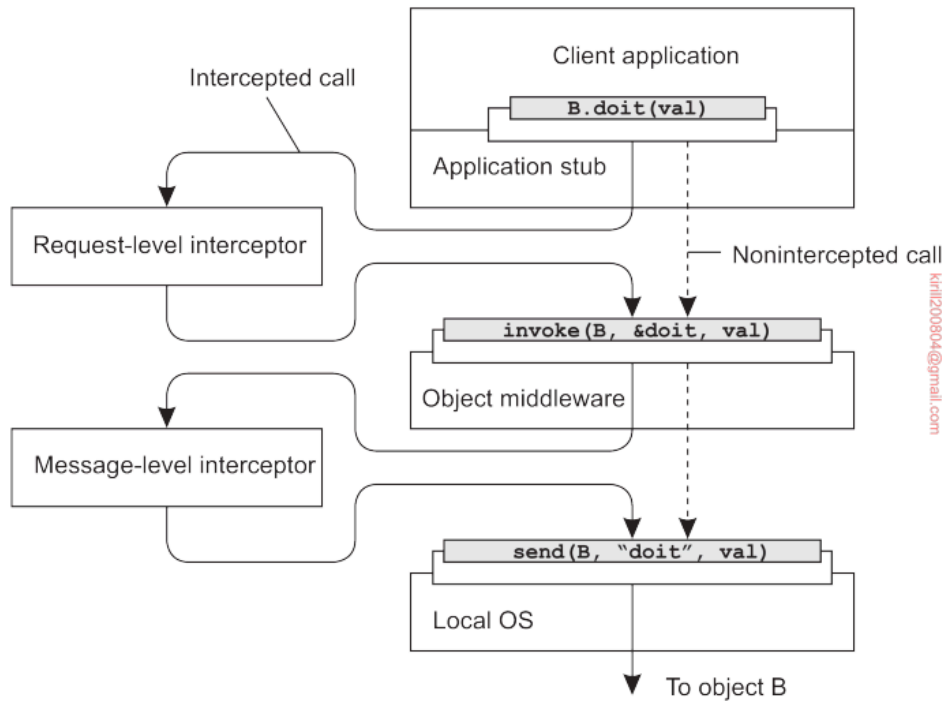 Client application
Intercepted call
B.doit(val)
Application stub
Request-level interceptor
Nonintercepted call
invoke(B, &doit, val)
Object middleware
Message-level interceptor
send(B, “doit”, val)
Local OS
To object B
kirill200804@gmail.com